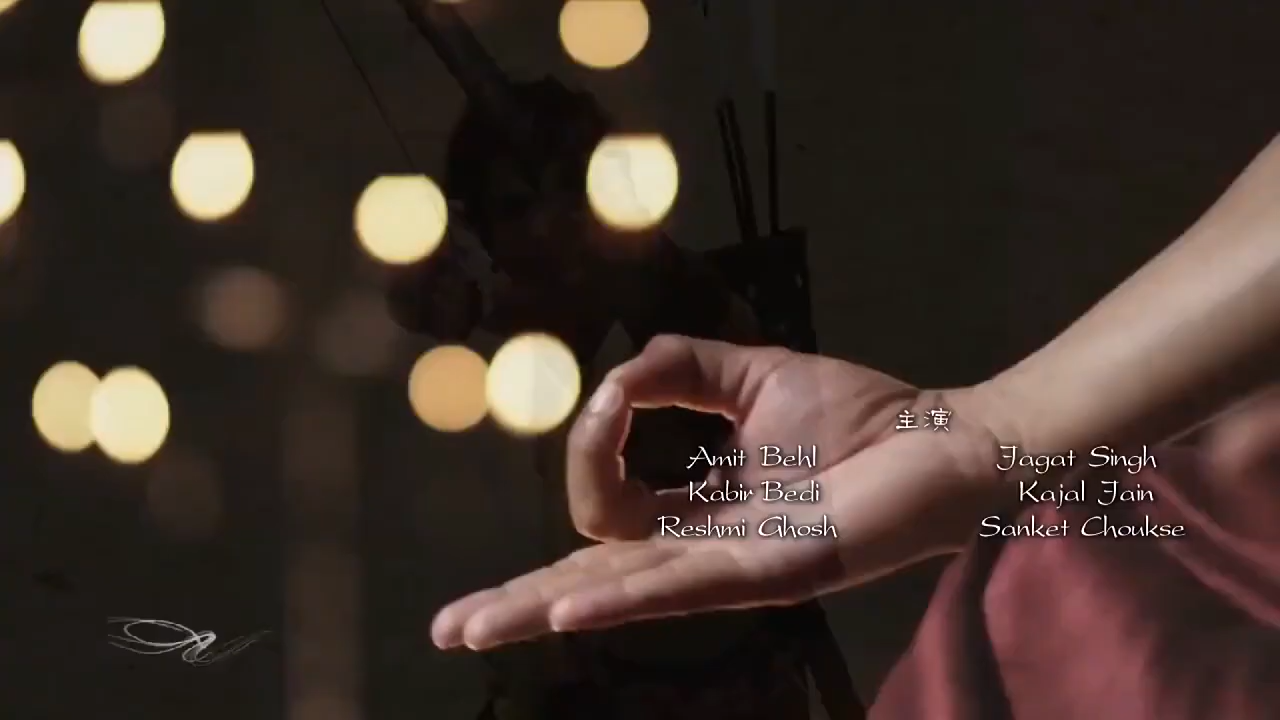 主演
Amit Behl Jagat Singh
Kabir Bedi Kajal Jain
Reshmi Ghosh Sanket Choukse